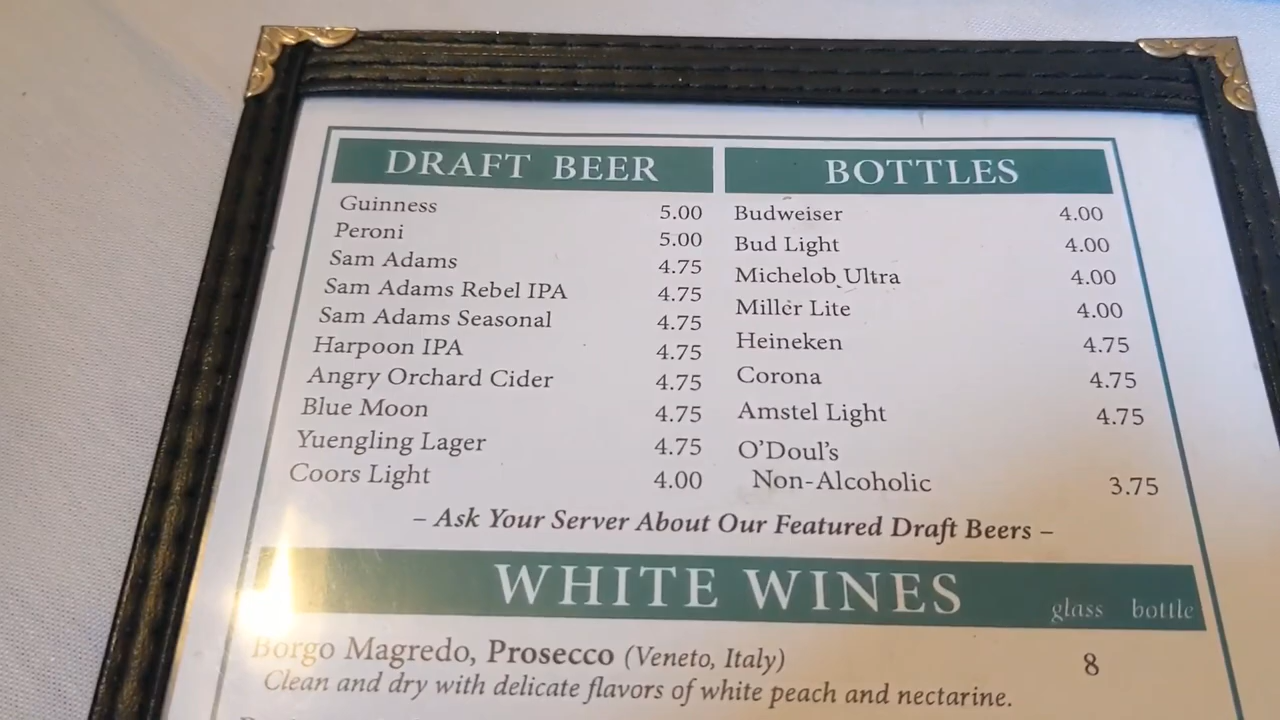 DRAFT BEER
Guinness 5.00
Peroni 5.00
Sam Adams 4.75
Sam Adams Rebel IPA 4.75
Sam Adams Seasonal 4.75
Harpoon IPA 4.75
Angry Orchard Cider 4.75
Blue Moon 4.75
Yuengling Lager 4.75
Coors Light 4.00
BOTTLES
Budweiser 4.00
Bud Light 4.00
Michelob Ultra 4.00
Miller Lite 4.00
Heineken 4.75
Corona 4.75
Amstel Light 4.75
O'Doul's
Non-Alcoholic 3.75
– Ask Your Server About Our Featured Draft Beers –
WHITE WINES glass bottle
Borgo Magredo, Prosecco (Veneto, Italy) 8
Clean and dry with delicate flavors of white peach and nectarine.